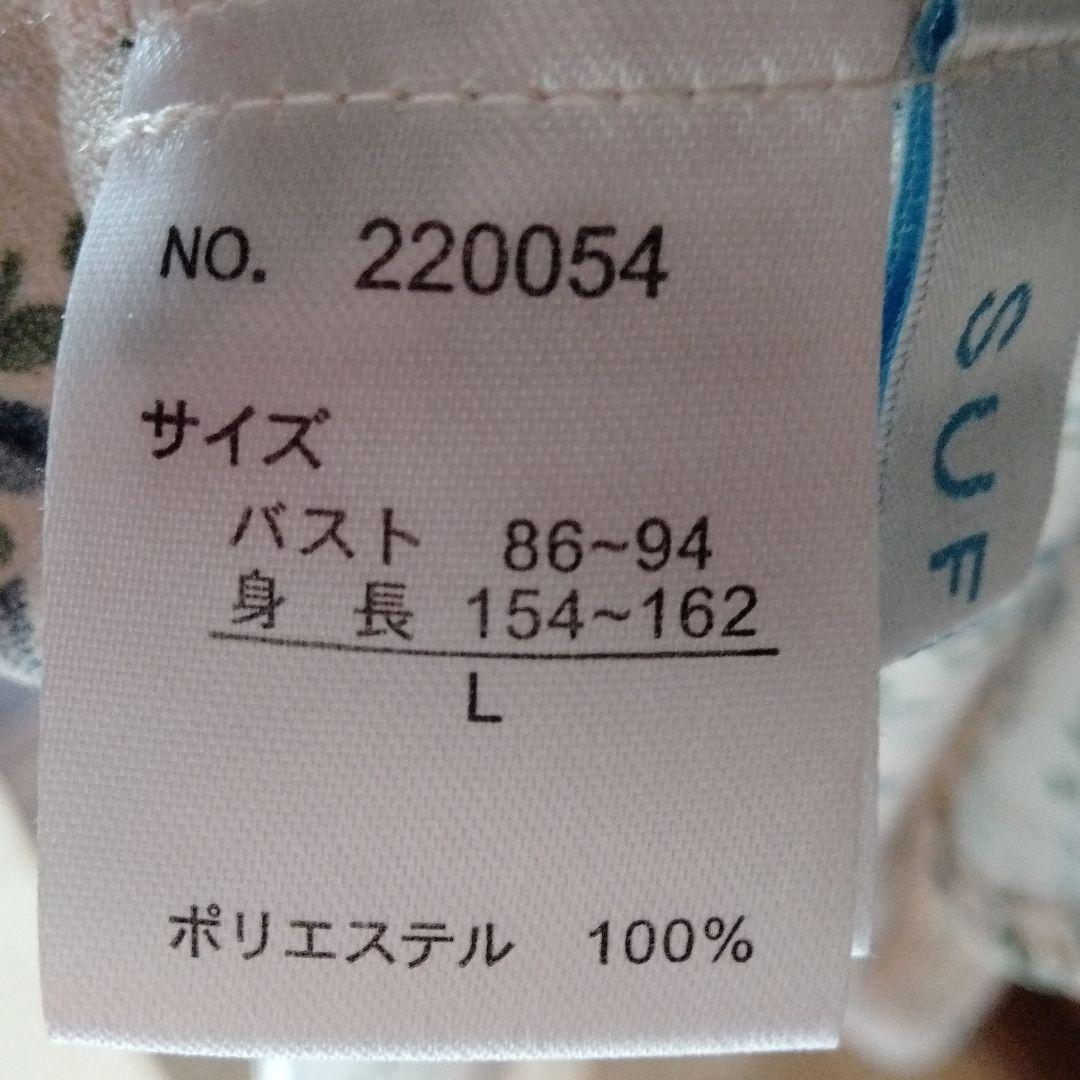 NO. 220054
サイズ
バスト 86~94
身 長 154~162
L
ポリエステル 100%
SUF